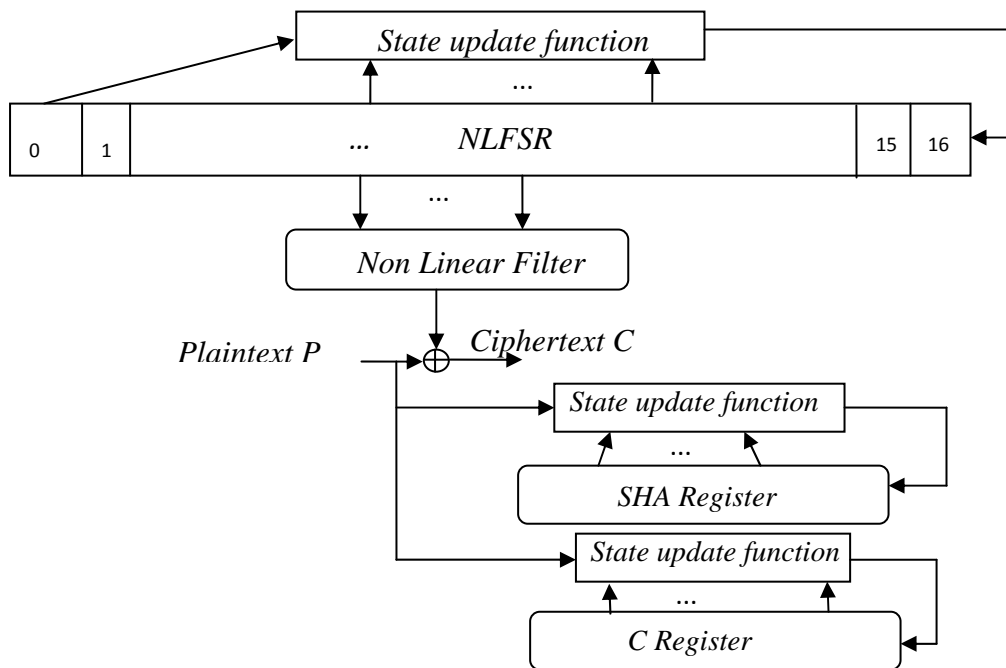 State update function
...
0 1 ... NLFSR 15 16
...
Non Linear Filter
Plaintext P
Ciphertext C
State update function
...
SHA Register
State update function
...
C Register